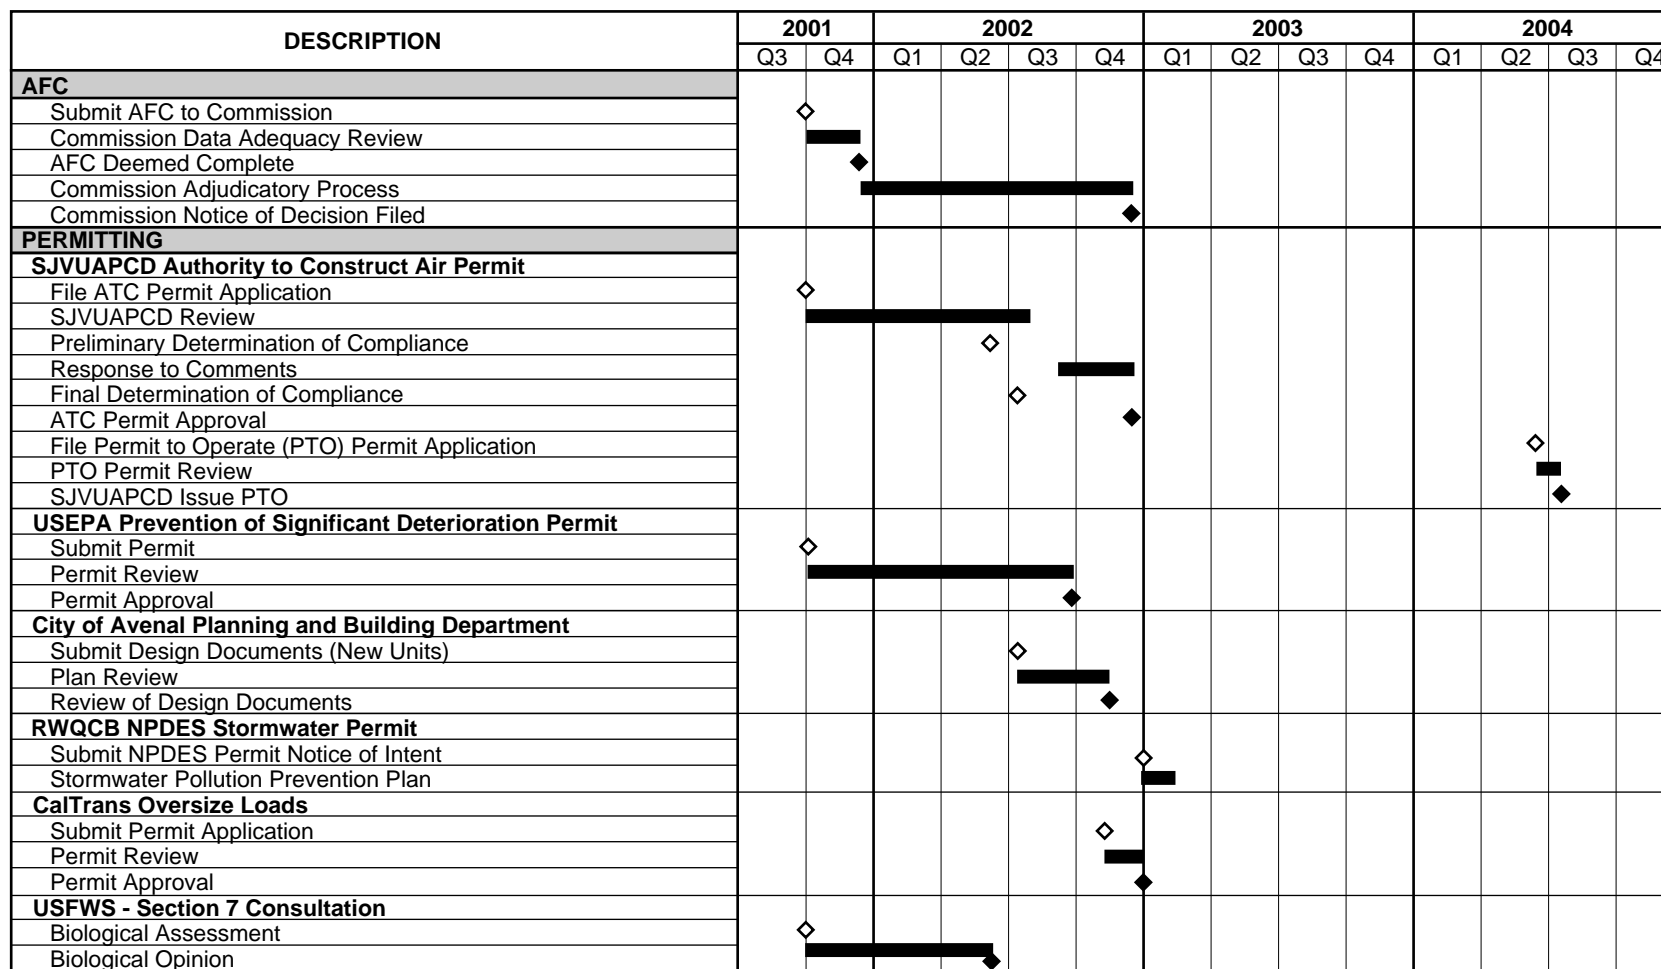 DESCRIPTION 2001 2002 2003 2004
Q3 Q4 Q1 Q2 Q3 Q4 Q1 Q2 Q3 Q4 Q1 Q2 Q3 Q4
AFC
Submit AFC to Commission
Commission Data Adequacy Review
AFC Deemed Complete
Commission Adjudicatory Process
Commission Notice of Decision Filed
PERMITTING
SJVUAPCD Authority to Construct Air Permit
File ATC Permit Application
SJVUAPCD Review
Preliminary Determination of Compliance
Response to Comments
Final Determination of Compliance
ATC Permit Approval
File Permit to Operate (PTO) Permit Application
PTO Permit Review
SJVUAPCD Issue PTO
USEPA Prevention of Significant Deterioration Permit
Submit Permit
Permit Review
Permit Approval
City of Avenal Planning and Building Department
Submit Design Documents (New Units)
Plan Review
Review of Design Documents
RWQCB NPDES Stormwater Permit
Submit NPDES Permit Notice of Intent
Stormwater Pollution Prevention Plan
CalTrans Oversize Loads
Submit Permit Application
Permit Review
Permit Approval
USFWS - Section 7 Consultation
Biological Assessment
Biological Opinion